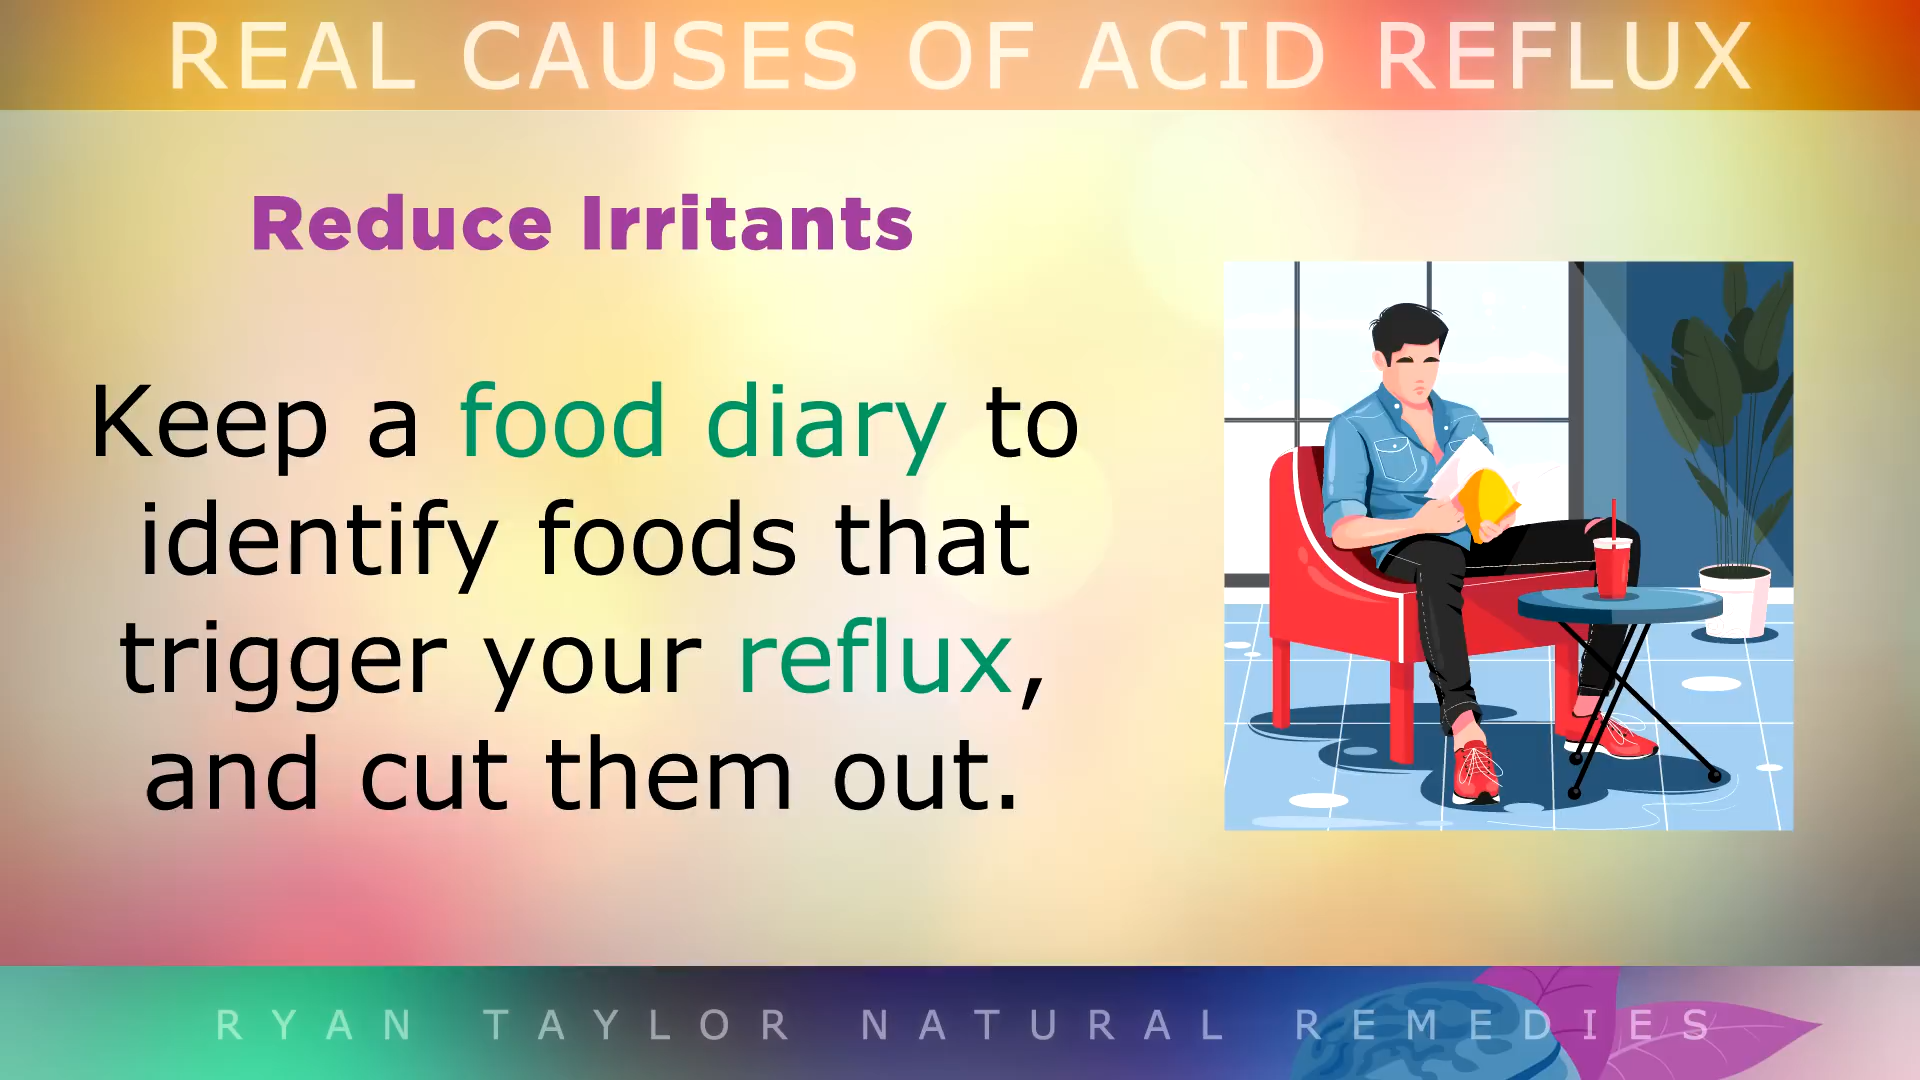 REAL CAUSES OF ACID REFLUX
Reduce Irritants
Keep a food diary to
identify foods that
trigger your reflux,
and cut them out.
RYAN TAYLOR NATURAL REMEDIES